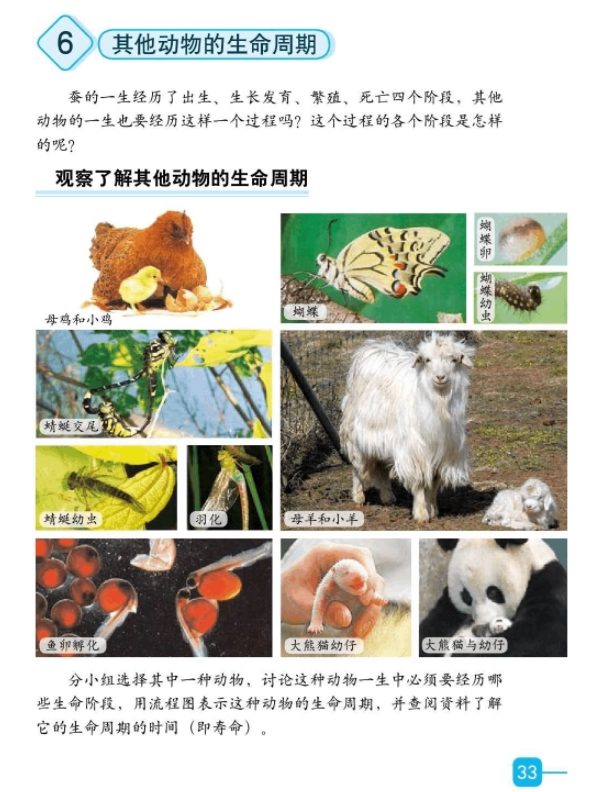 6 其他动物的生命周期
蚕的一生经历了出生、生长发育、繁殖、死亡四个阶段，其他
动物的一生也要经历这样一个过程吗？这个过程的各个阶段是怎样
的呢？
观察了解其他动物的生命周期
母鸡和小鸡
蝴蝶
蝴蝶卵
蝴蝶幼虫
蜻蜓交尾
蜻蜓幼虫
羽化
母羊和小羊
鱼卵孵化
大熊猫幼仔
大熊猫与幼仔
分小组选择其中一种动物，讨论这种动物一生中必须要经历哪
些生命阶段，用流程图表示这种动物的生命周期，并查阅资料了解
它的生命周期的时间（即寿命）。
33